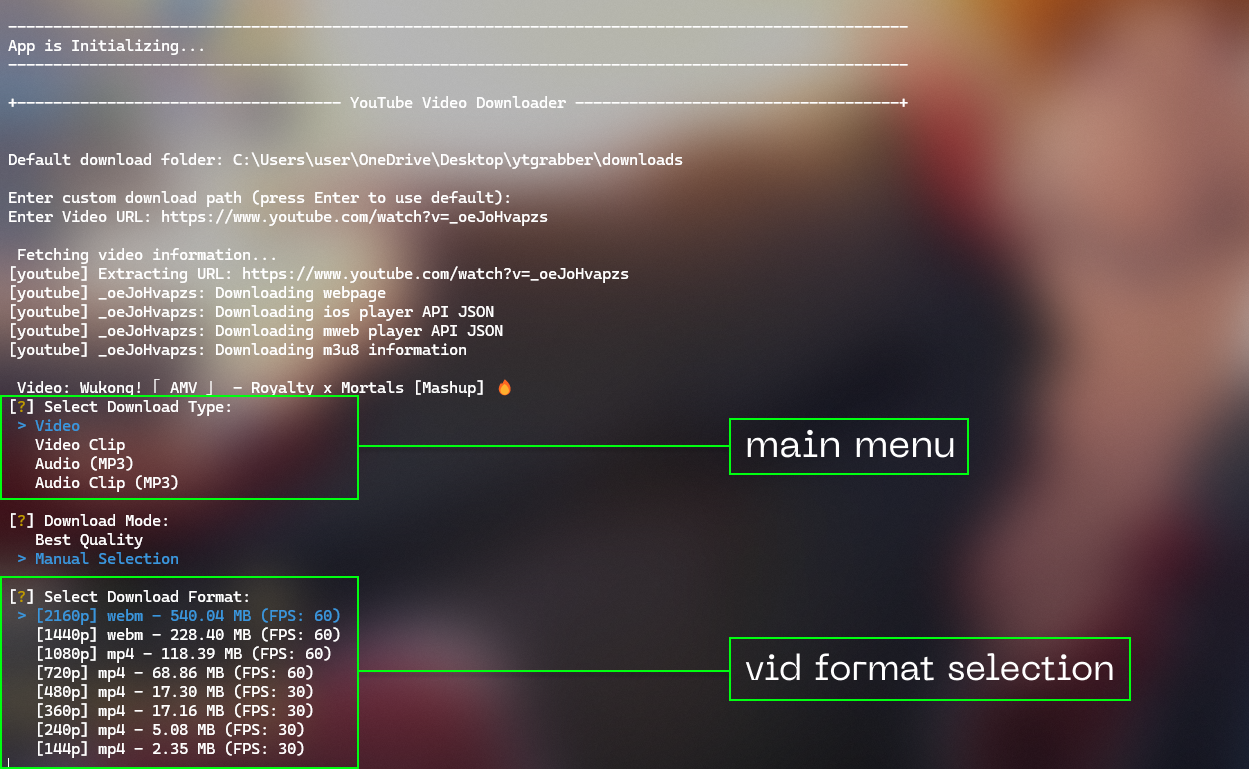 --------------------------------------------------------------------------------
App is Initializing...
--------------------------------------------------------------------------------
+------------------------------------ YouTube Video Downloader ------------------------------------+
Default download folder: C:\Users\user\OneDrive\Desktop\ytgrabber\downloads
Enter custom download path (press Enter to use default):
Enter Video URL: https://www.youtube.com/watch?v=_oeJoHvapzs
Fetching video information...
[youtube] Extracting URL: https://www.youtube.com/watch?v=_oeJoHvapzs
[youtube] _oeJoHvapzs: Downloading webpage
[youtube] _oeJoHvapzs: Downloading ios player API JSON
[youtube] _oeJoHvapzs: Downloading mweb player API JSON
[youtube] _oeJoHvapzs: Downloading m3u8 information
Video: Wukong!「 AMV 」 - Royalty x Mortals [Mashup] 🔥
[?] Select Download Type:
> Video
Video Clip
Audio (MP3)
Audio Clip (MP3)
main menu
[?] Download Mode:
Best Quality
> Manual Selection
[?] Select Download Format:
> [2160p] webm - 540.04 MB (FPS: 60)
[1440p] webm - 228.40 MB (FPS: 60)
[1080p] mp4 - 118.39 MB (FPS: 60)
[720p] mp4 - 68.86 MB (FPS: 60)
[480p] mp4 - 17.30 MB (FPS: 30)
[360p] mp4 - 17.16 MB (FPS: 30)
[240p] mp4 - 5.08 MB (FPS: 30)
[144p] mp4 - 2.35 MB (FPS: 30)
vid format selection